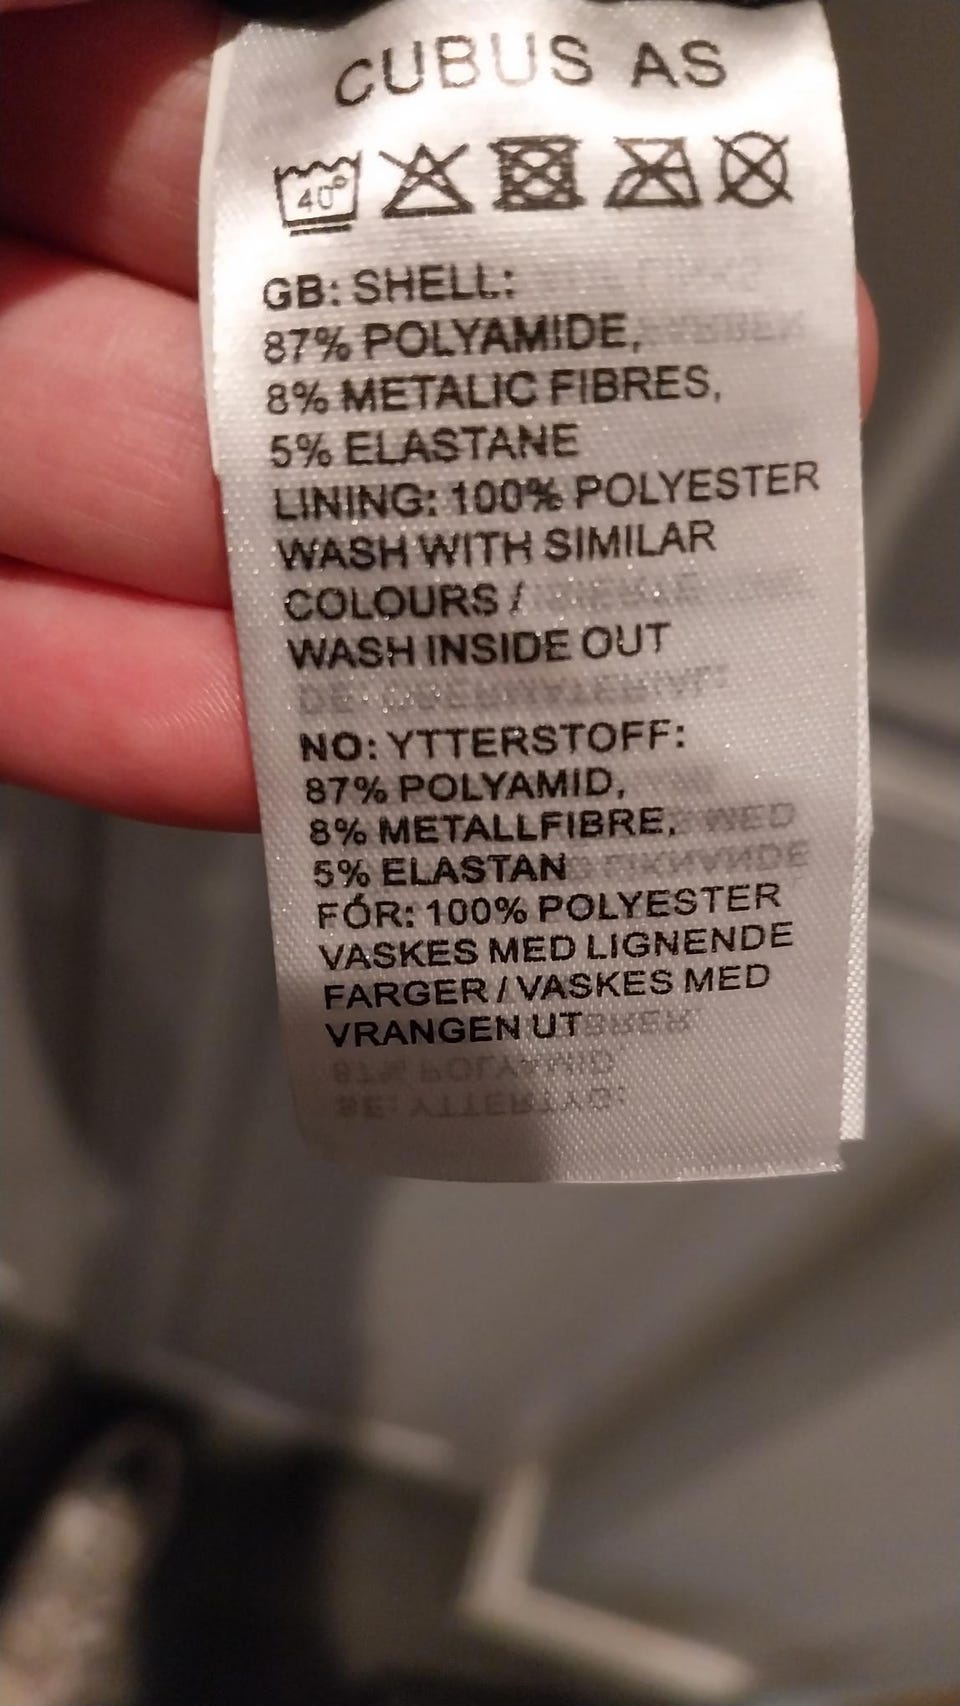 CUBUS AS
40°
GB: SHELL:
87% POLYAMIDE,
8% METALIC FIBRES,
5% ELASTANE
LINING: 100% POLYESTER
WASH WITH SIMILAR
COLOURS /
WASH INSIDE OUT
NO: YTTERSTOFF:
87% POLYAMID,
8% METALLFIBRE,
5% ELASTAN
FÓR: 100% POLYESTER
VASKES MED LIGNENDE
FARGER / VASKES MED
VRANGEN UT